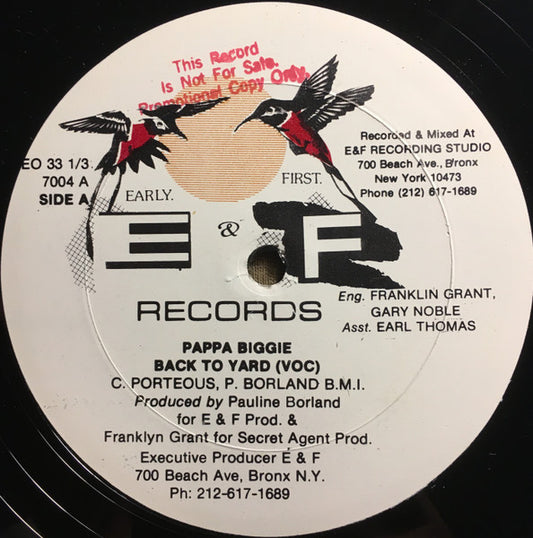 This Record
Is Not For Sale.
Promotional Copy Only.
EO 33 1/3
7004 A
SIDE A
EARLY. FIRST.
Recorded & Mixed At
E&F RECORDING STUDIO
700 Beach Ave., Bronx
New York 10473
Phone (212) 617-1689
E & F
RECORDS
Eng. FRANKLIN GRANT,
GARY NOBLE
Asst. EARL THOMAS
PAPPA BIGGIE
BACK TO YARD (VOC)
C. PORTEOUS, P. BORLAND B.M.I.
Produced by Pauline Borland
for E & F Prod. &
Franklyn Grant for Secret Agent Prod.
Executive Producer E & F
700 Beach Ave, Bronx N.Y.
Ph: 212-617-1689